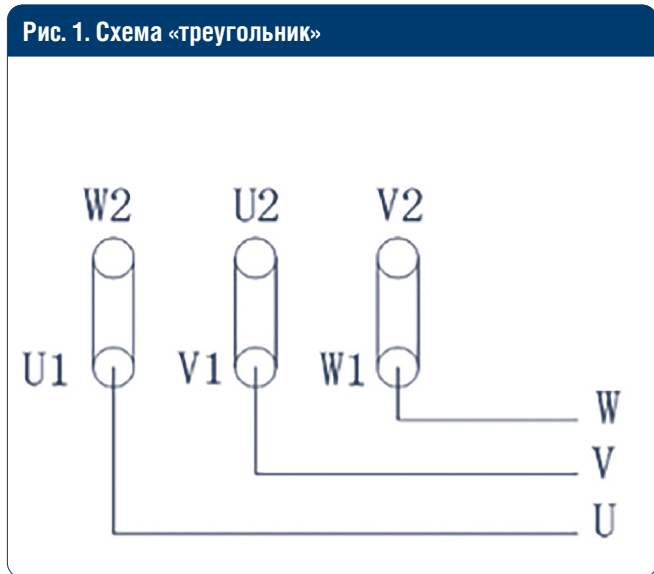 Рис. 1. Схема «треугольник»
W2 U2 V2
U1 V1 W1
W
V
U